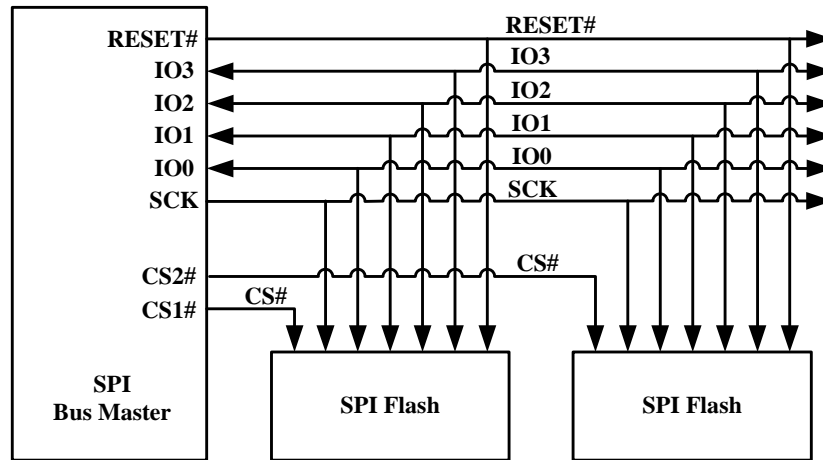 RESET# RESET#
IO3 IO3
IO2 IO2
IO1 IO1
IO0 IO0
SCK SCK
CS2# CS#
CS1# CS#
SPI
Bus Master
SPI Flash SPI Flash